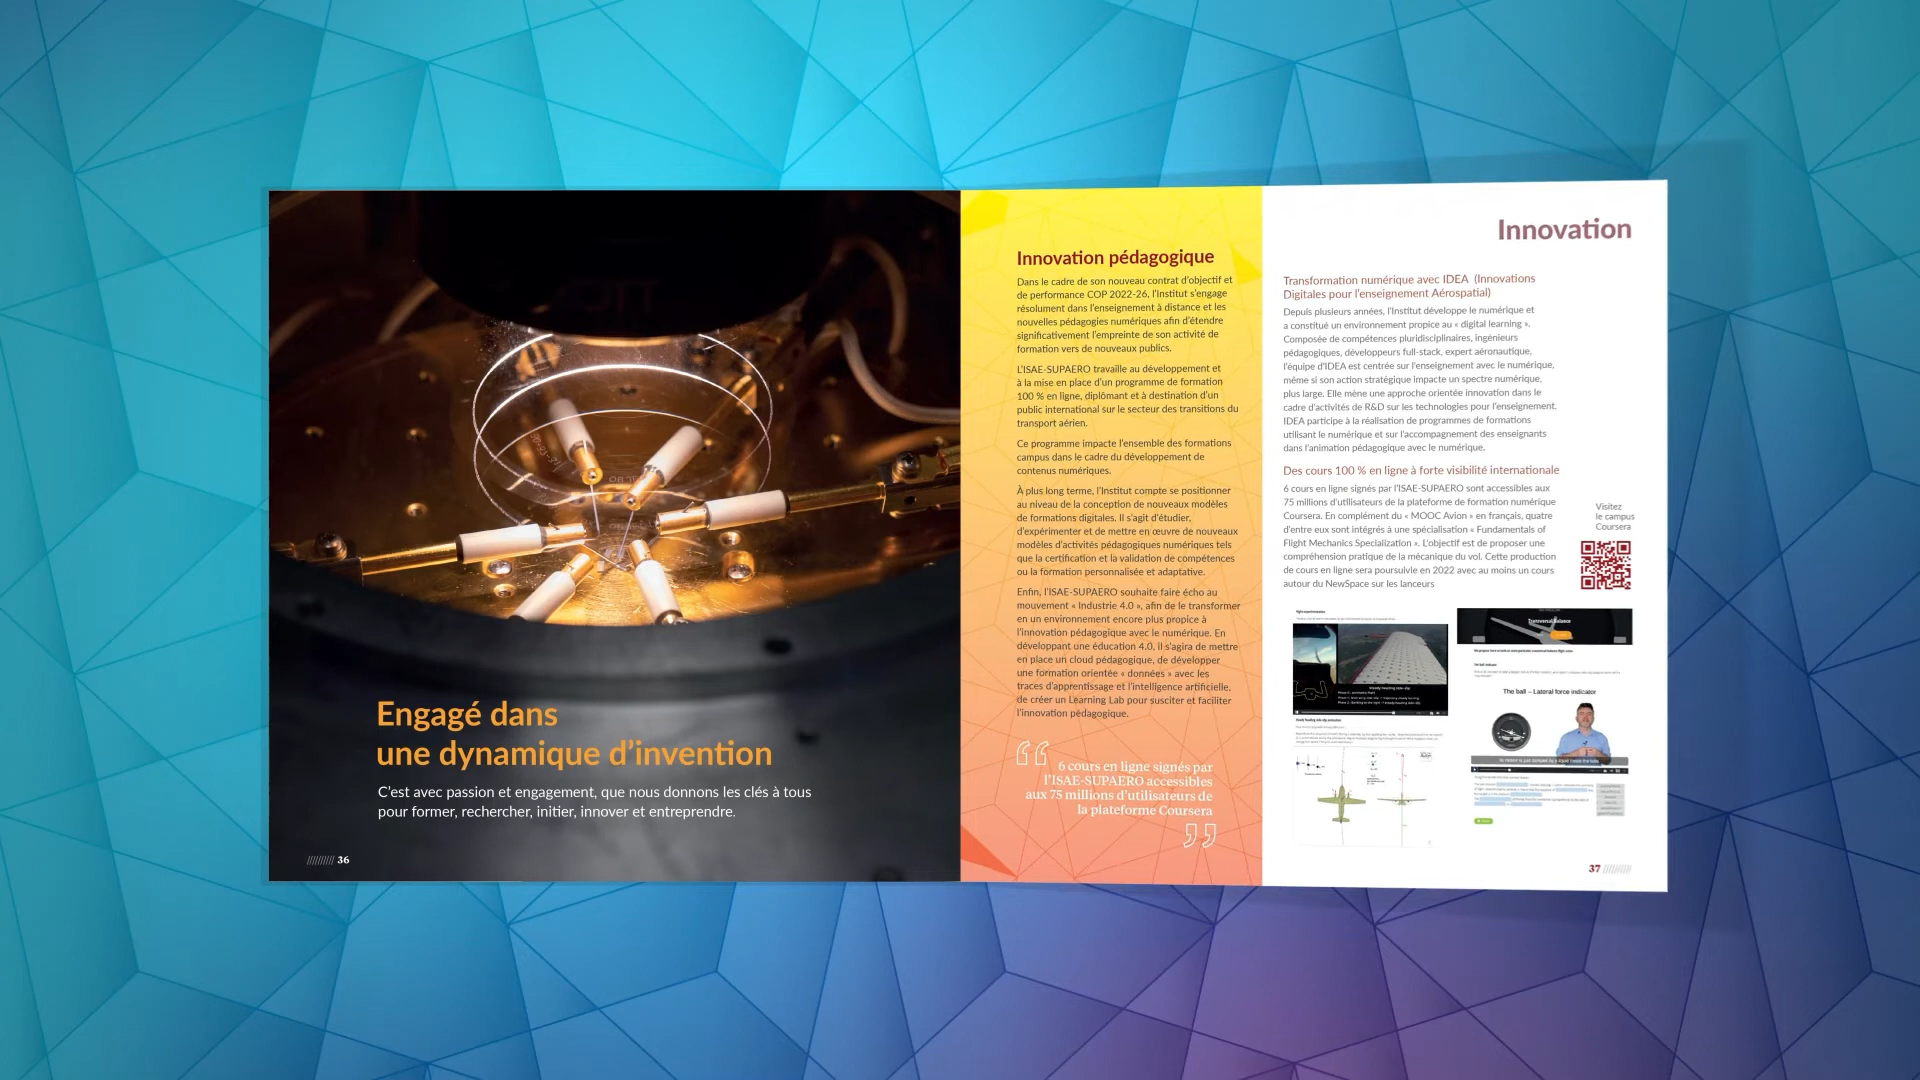 Engagé dans
une dynamique d’invention
C’est avec passion et engagement, que nous donnons les clés à tous
pour former, rechercher, initier, innover et entreprendre.
36
Innovation pédagogique
Dans le cadre de son nouveau contrat d’objectif et
de performance COP 2022-26, l’Institut s’engage
résolument dans l’enseignement à distance et les
nouvelles pédagogies numériques afin d’étendre
significativement l’empreinte de son activité de
formation vers de nouveaux publics.
L’ISAE-SUPAERO travaille au développement et
à la mise en place d’un programme de formation
100 % en ligne, diplômant et à destination d’un
public international sur le secteur des transitions du
transport aérien.
Ce programme impacte l’ensemble des formations
campus dans le cadre du développement de
contenus numériques.
À plus long terme, l’Institut compte se positionner
au niveau de la conception de nouveaux modèles
de formations digitales. Il s’agit d’étudier,
d’expérimenter et de mettre en œuvre de nouveaux
modèles d’activités pédagogiques numériques tels
que la certification et la validation de compétences
ou la formation personnalisée et adaptative.
Enfin, l’ISAE-SUPAERO souhaite faire écho au
mouvement « Industrie 4.0 », afin de le transformer
en un environnement encore plus propice à
l’innovation pédagogique avec le numérique. En
développant une éducation 4.0, il s’agira de mettre
en place un cloud pédagogique, de développer
une formation orientée « données » avec les
traces d’apprentissage et l’intelligence artificielle,
de créer un Learning Lab pour susciter et faciliter
l’innovation pédagogique.
“ 6 cours en ligne signés par
l’ISAE-SUPAERO accessibles
aux 75 millions d’utilisateurs de
la plateforme Coursera
”
Innovation
Transformation numérique avec IDEA (Innovations
Digitales pour l’enseignement Aérospatial)
Depuis plusieurs années, l’Institut développe le numérique et
a constitué un environnement propice au « digital learning ».
Composée de compétences pluridisciplinaires, ingénieurs
pédagogiques, développeurs full-stack, expert aéronautique,
l’équipe d’IDEA est centrée sur l’enseignement avec le numérique,
même si son action stratégique impacte un spectre numérique,
plus large. Elle mène une approche orientée innovation dans le
cadre d’activités de R&D sur les technologies pour l’enseignement,
IDEA participe à la réalisation de programmes de formations
utilisant le numérique et sur l’accompagnement des enseignants
dans l’animation pédagogique avec le numérique.
Des cours 100 % en ligne à forte visibilité internationale
6 cours en ligne signés par l’ISAE-SUPAERO sont accessibles aux
75 millions d’utilisateurs de la plateforme de formation numérique
Coursera. En complément du « MOOC Avion » en français, quatre
d’entre eux sont intégrés à une spécialisation « Fundamentals of
Flight Mechanics Specialization ». L’objectif est de proposer une
compréhension pratique de la mécanique du vol. Cette production
de cours en ligne sera poursuivie en 2022 avec au moins un cours
autour du NewSpace sur les lanceurs
Visitez
le campus
Coursera
Transversal balance
The ball indicator
The ball – Lateral force indicator
37